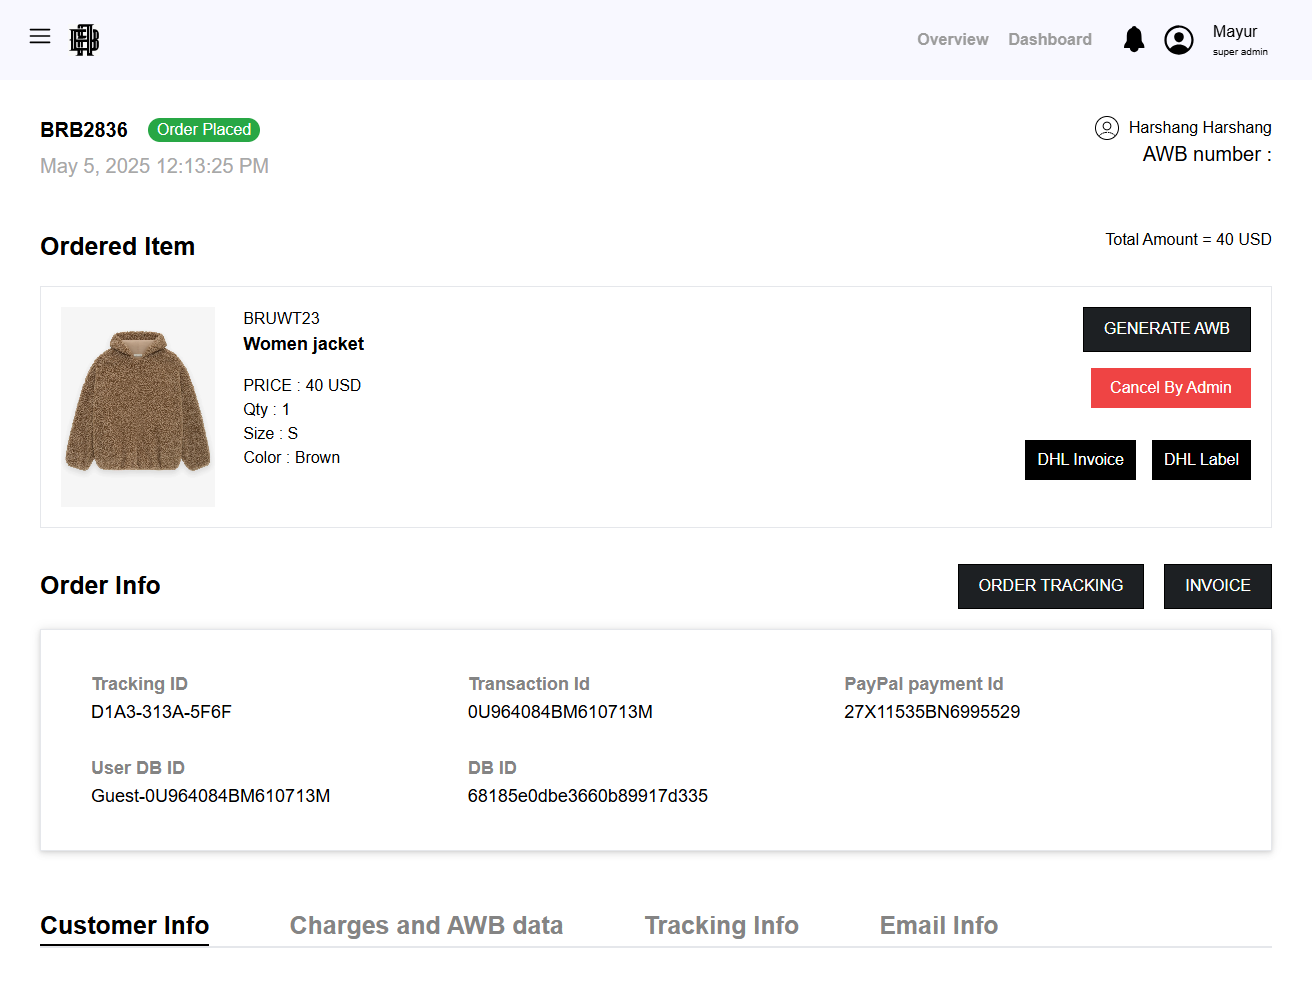 Overview Dashboard
Mayur
super admin
BRB2836 Order Placed
May 5, 2025 12:13:25 PM
Harshang Harshang
AWB number :
Ordered Item
Total Amount = 40 USD
BRUWT23
Women jacket
PRICE : 40 USD
Qty : 1
Size : S
Color : Brown
GENERATE AWB
Cancel By Admin
DHL Invoice DHL Label
Order Info
ORDER TRACKING INVOICE
Tracking ID Transaction Id PayPal payment Id
D1A3-313A-5F6F 0U964084BM610713M 27X11535BN6995529
User DB ID DB ID
Guest-0U964084BM610713M 68185e0dbe3660b89917d335
Customer Info Charges and AWB data Tracking Info Email Info